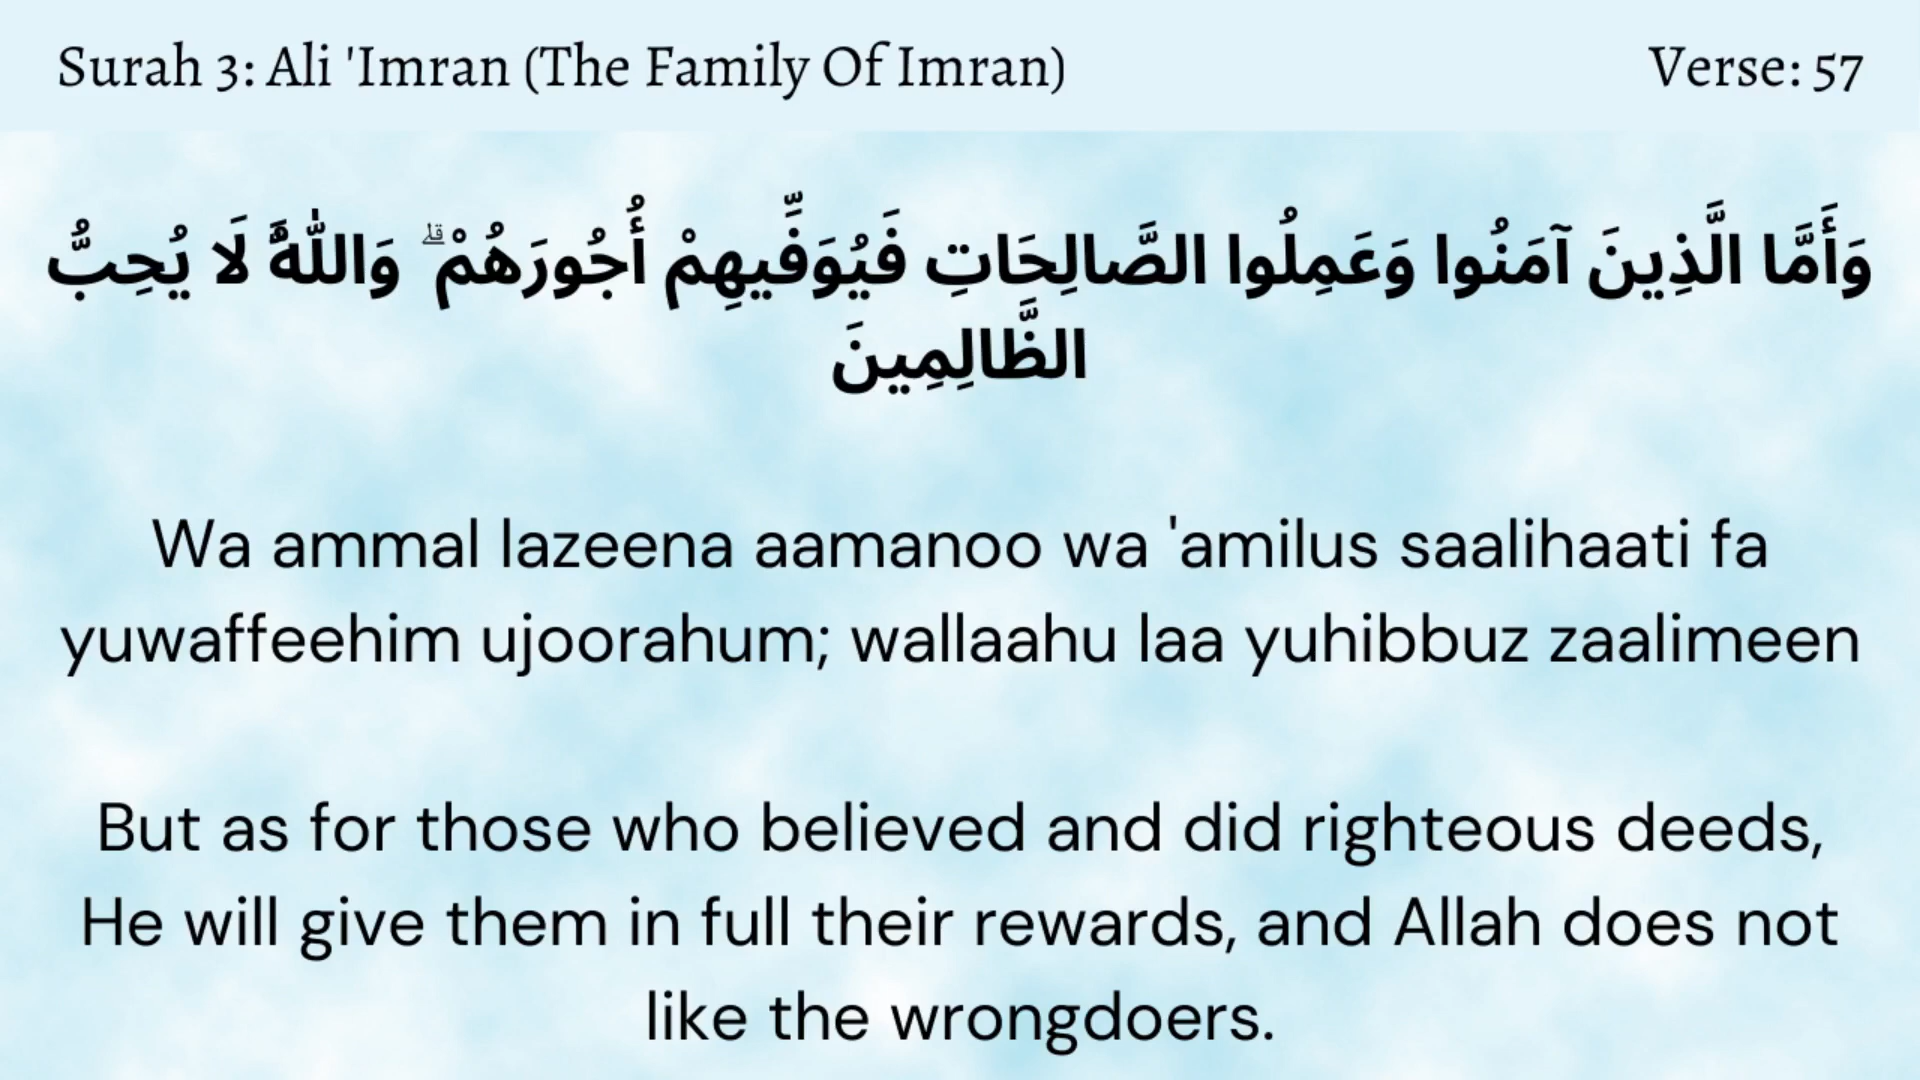 Surah 3: Ali 'Imran (The Family Of Imran)
Verse: 57
وَأَمَّا الَّذِينَ آمَنُوا وَعَمِلُوا الصَّالِحَاتِ فَيُوَفِّيهِمْ أُجُورَهُمْ ۗ وَاللَّهُ لَا يُحِبُّ
الظَّالِمِينَ
Wa ammal lazeena aamanoo wa 'amilus saalihaati fa
yuwaffeehim ujoorahum; wallaahu laa yuhibbuz zaalimeen
But as for those who believed and did righteous deeds,
He will give them in full their rewards, and Allah does not
like the wrongdoers.